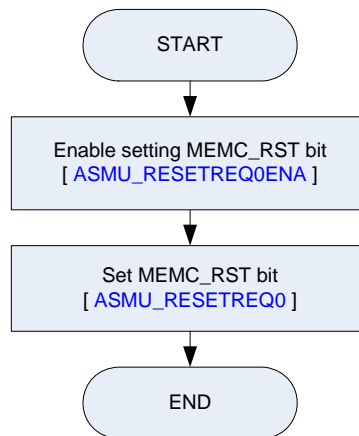 START
Enable setting MEMC_RST bit
[ ASMU_RESETREQ0ENA ]
Set MEMC_RST bit
[ ASMU_RESETREQ0 ]
END